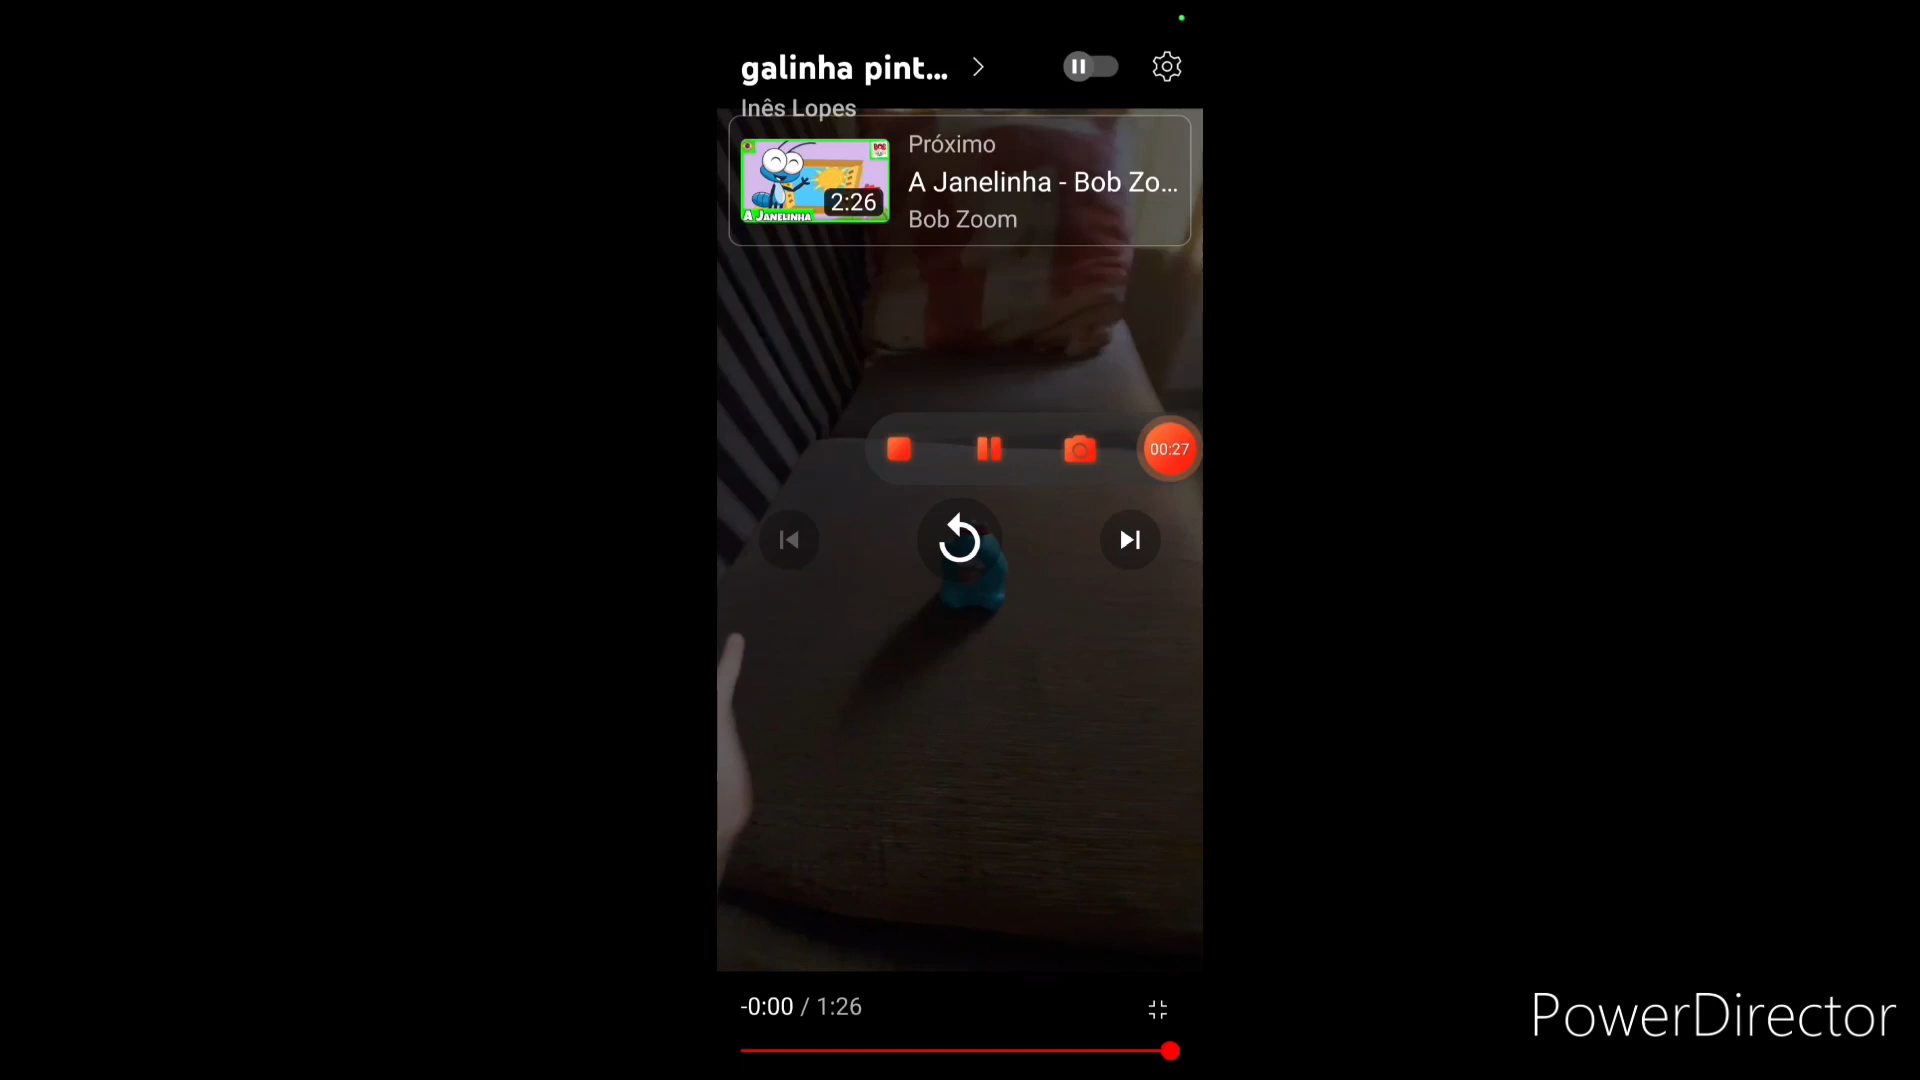 galinha pint...
Inês Lopes
Próximo
A Janelinha - Bob Zo...
Bob Zoom
A JANELINHA
2:26
BOB
00:27
-0:00 / 1:26
PowerDirector